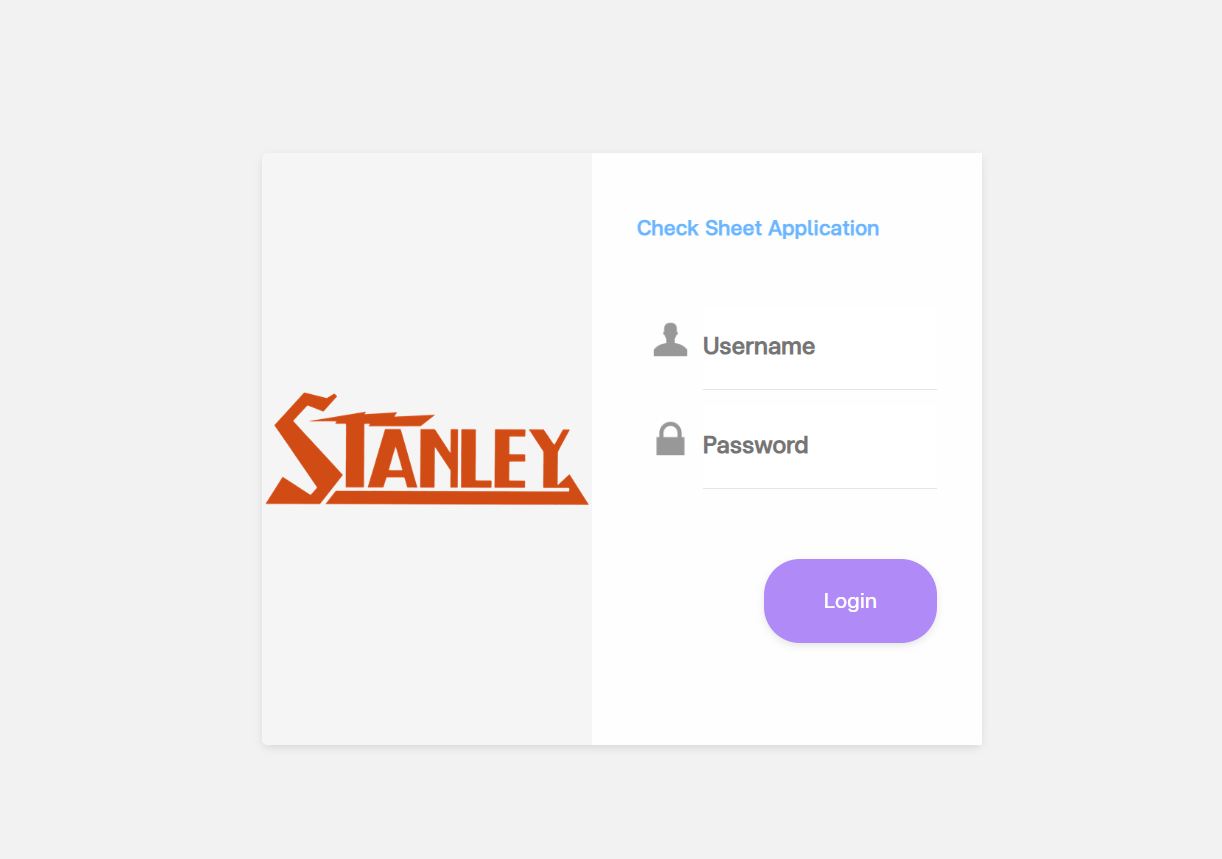 STANLEY
Check Sheet Application
Username
Password
Login